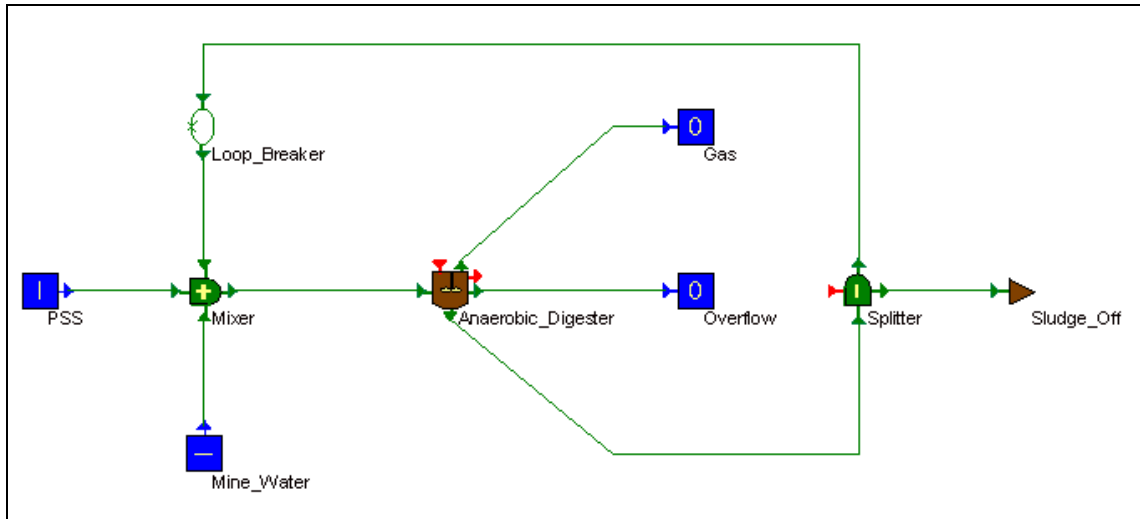 Loop_Breaker
Gas
0
PSS
Mixer
Anaerobic_Digester
0
Overflow
Splitter
Sludge_Off
Mine_Water